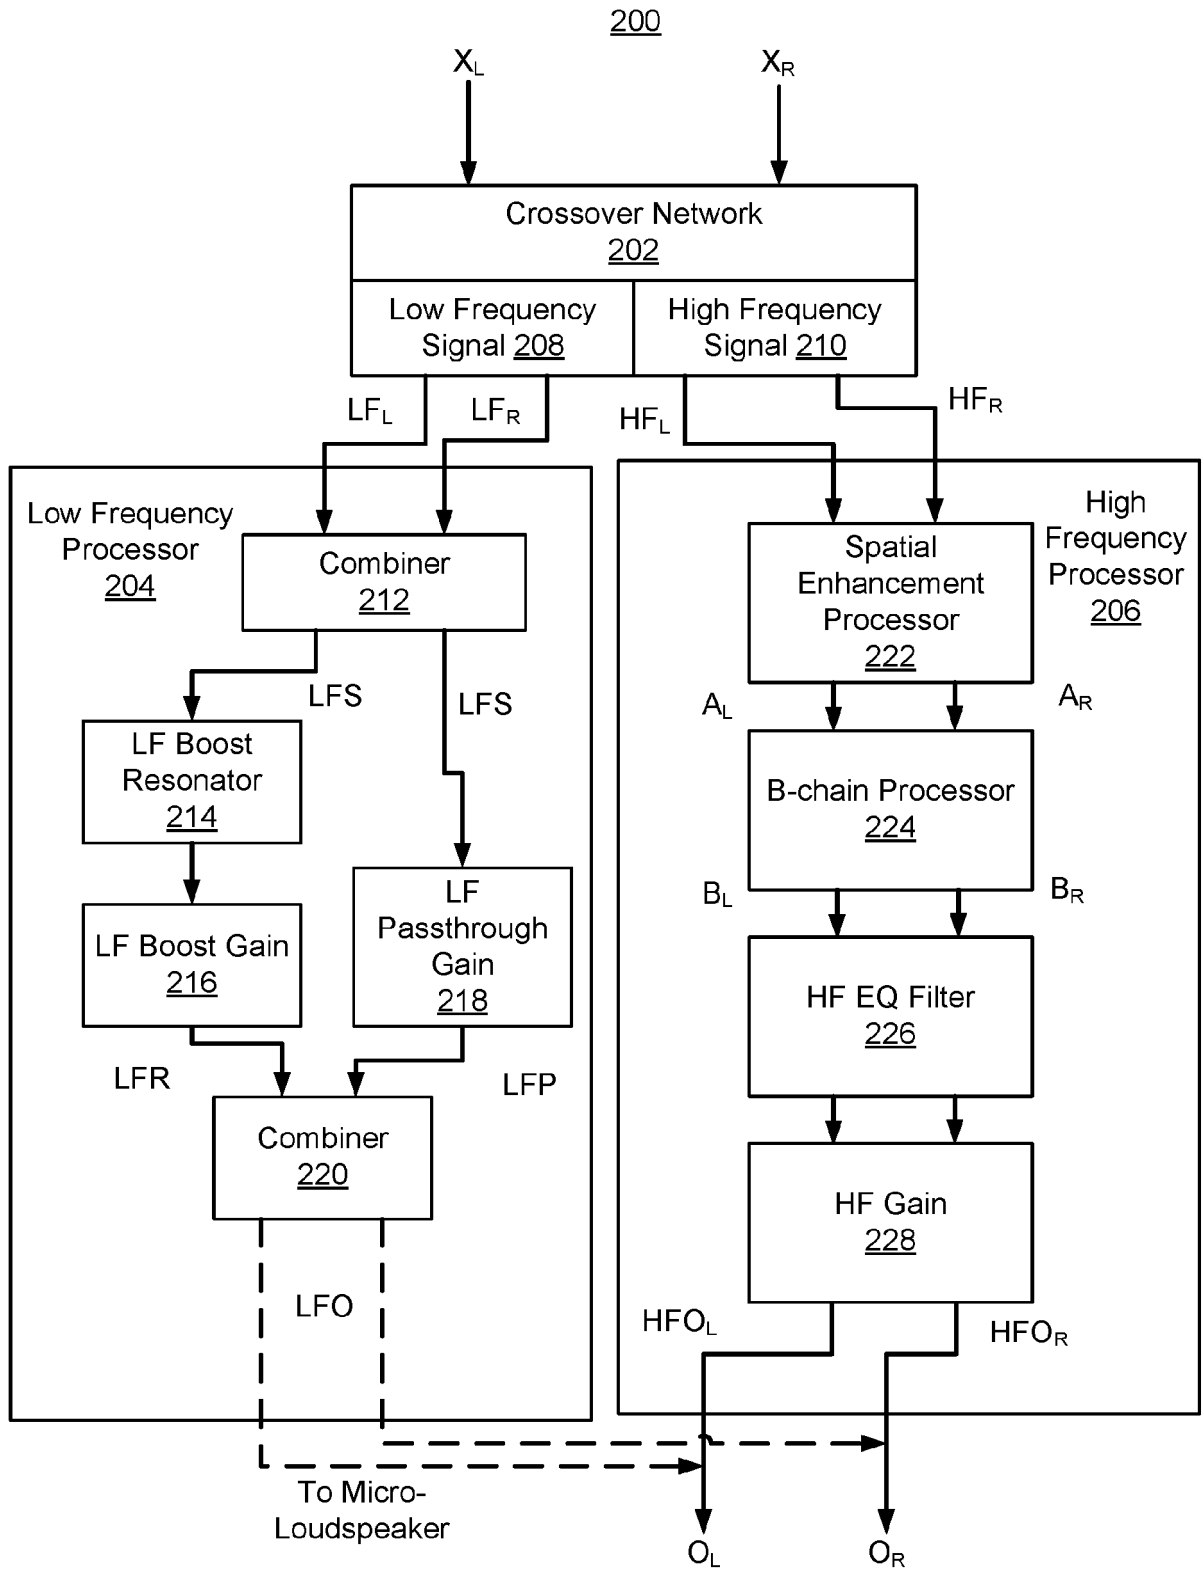 200
XL
XR
Crossover Network
202
Low Frequency
Signal 208
High Frequency
Signal 210
LFL
LFR
HFL
HFR
Low Frequency
Processor
204
Combiner
212
LFS
LFS
LF Boost
Resonator
214
LF Boost Gain
216
LF
Passthrough
Gain
218
LFR
LFP
Combiner
220
LFO
To Micro-
Loudspeaker
High
Frequency
Processor
206
Spatial
Enhancement
Processor
222
AL
AR
B-chain Processor
224
BL
BR
HF EQ Filter
226
HF Gain
228
HFOL
HFOR
OL
OR